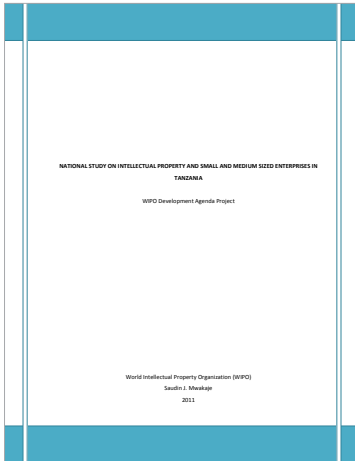 NATIONAL STUDY ON INTELLECTUAL PROPERTY AND SMALL AND MEDIUM SIZED ENTERPRISES IN
TANZANIA
WIPO Development Agenda Project
World Intellectual Property Organization (WIPO)
Saudin J. Mwakaje
2011